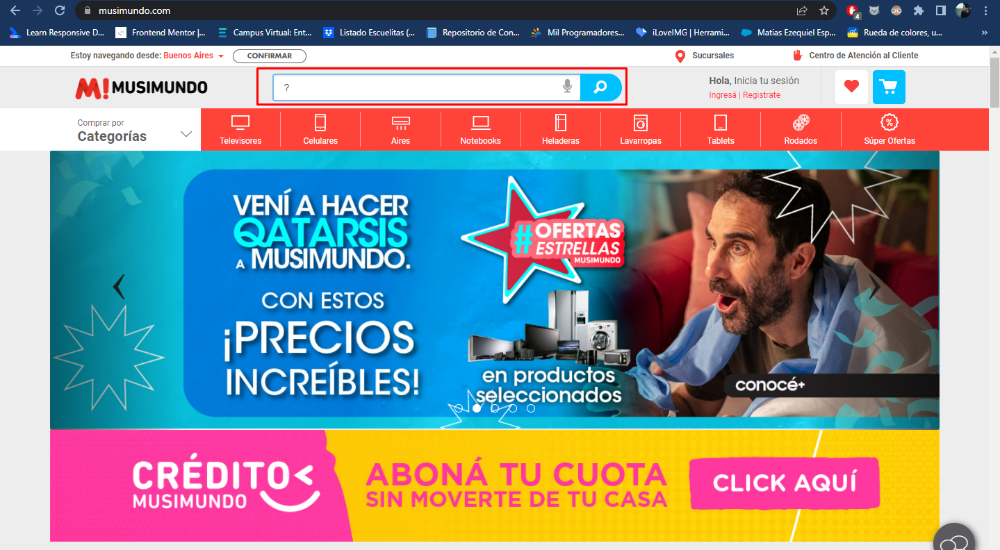 musimundo.com
4
Learn Responsive D...
Frontend Mentor |...
Campus Virtual: Ent...
Listado Escuelitas (...
Repositorio de Con...
Mil Programadores...
iLoveIMG | Herrami...
Matias Ezequiel Esp...
Rueda de colores, u...
»
Estoy navegando desde: Buenos Aires
CONFIRMAR
Sucursales
Centro de Atención al Cliente
M! MUSIMUNDO
?
Hola, Inicia tu sesión
Ingresá | Registrate
Comprar por
Categorías
Televisores
Celulares
Aires
Notebooks
Heladeras
Lavarropas
Tablets
Rodados
%
Súper Ofertas
VENÍ A HACER
QATARSIS
A MUSIMUNDO.
CON ESTOS
¡PRECIOS
INCREÍBLES!
#OFERTAS
ESTRELLAS
MUSIMUNDO
en productos
seleccionados
conocé+
CRÉDITO
MUSIMUNDO
ABONÁ TU CUOTA
SIN MOVERTE DE TU CASA
CLICK AQUÍ